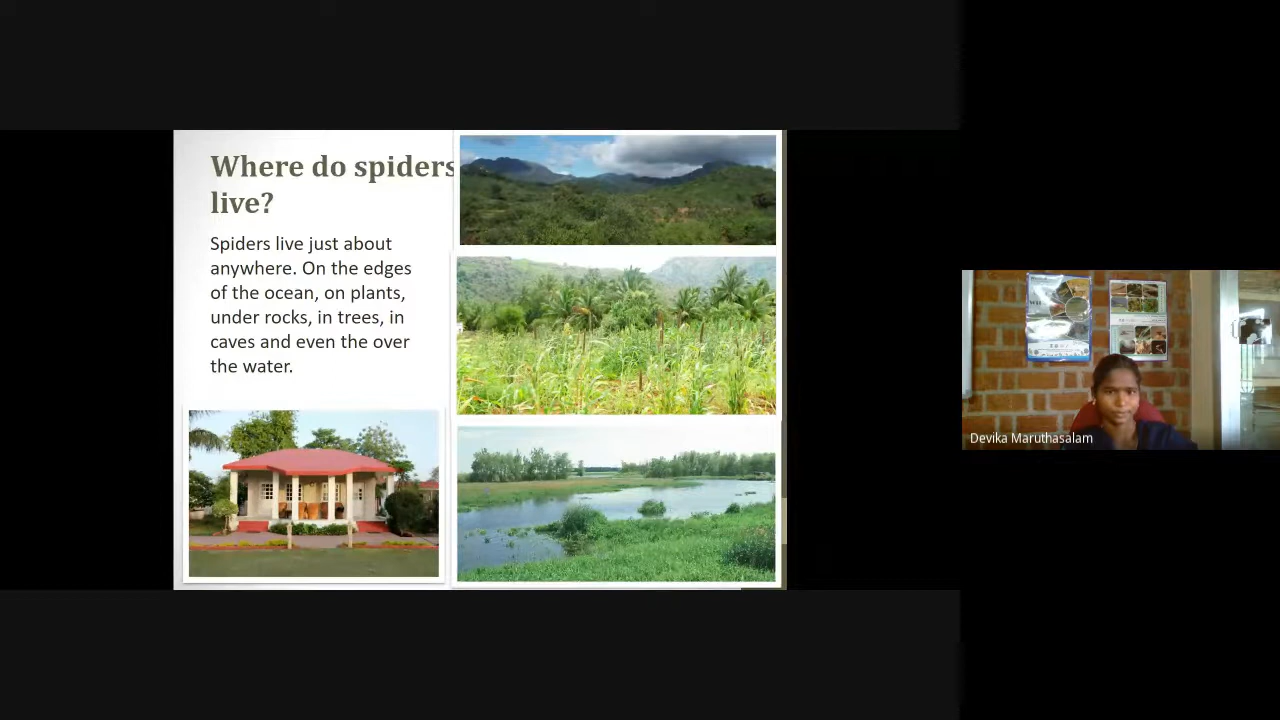 Where do spiders
live?
Spiders live just about
anywhere. On the edges
of the ocean, on plants,
under rocks, in trees, in
caves and even the over
the water.
Devika Maruthasalam